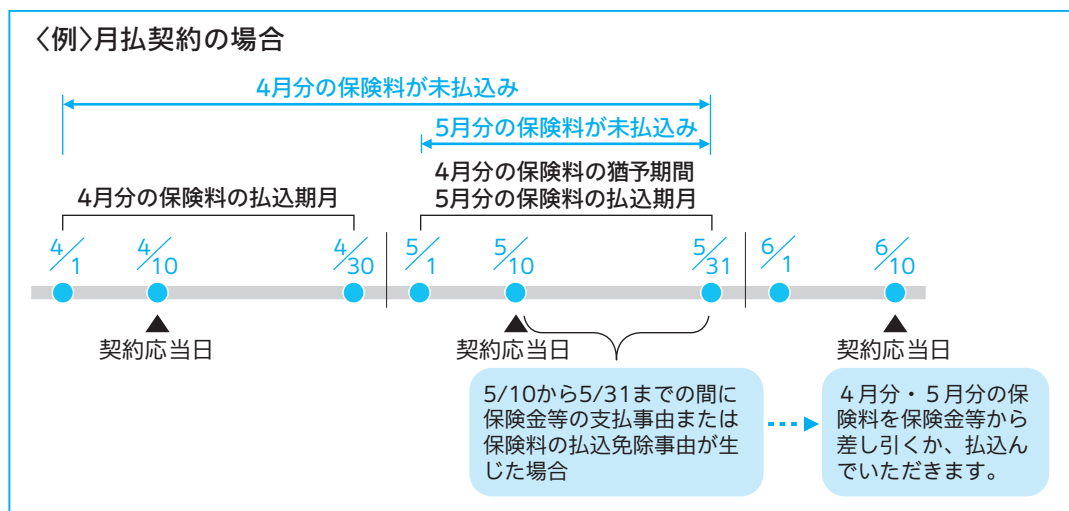 〈例〉月払契約の場合
4月分の保険料が未払込み
5月分の保険料が未払込み
4月分の保険料の猶予期間
4月分の保険料の払込期月
5月分の保険料の払込期月
4/1 4/10 4/30 5/1 5/10 5/31 6/1 6/10
契約応当日 契約応当日 契約応当日
5/10から5/31までの間に
保険金等の支払事由または
保険料の払込免除事由が生
じた場合
４月分・５月分の保
険料を保険金等から
差し引くか、払込ん
でいただきます。